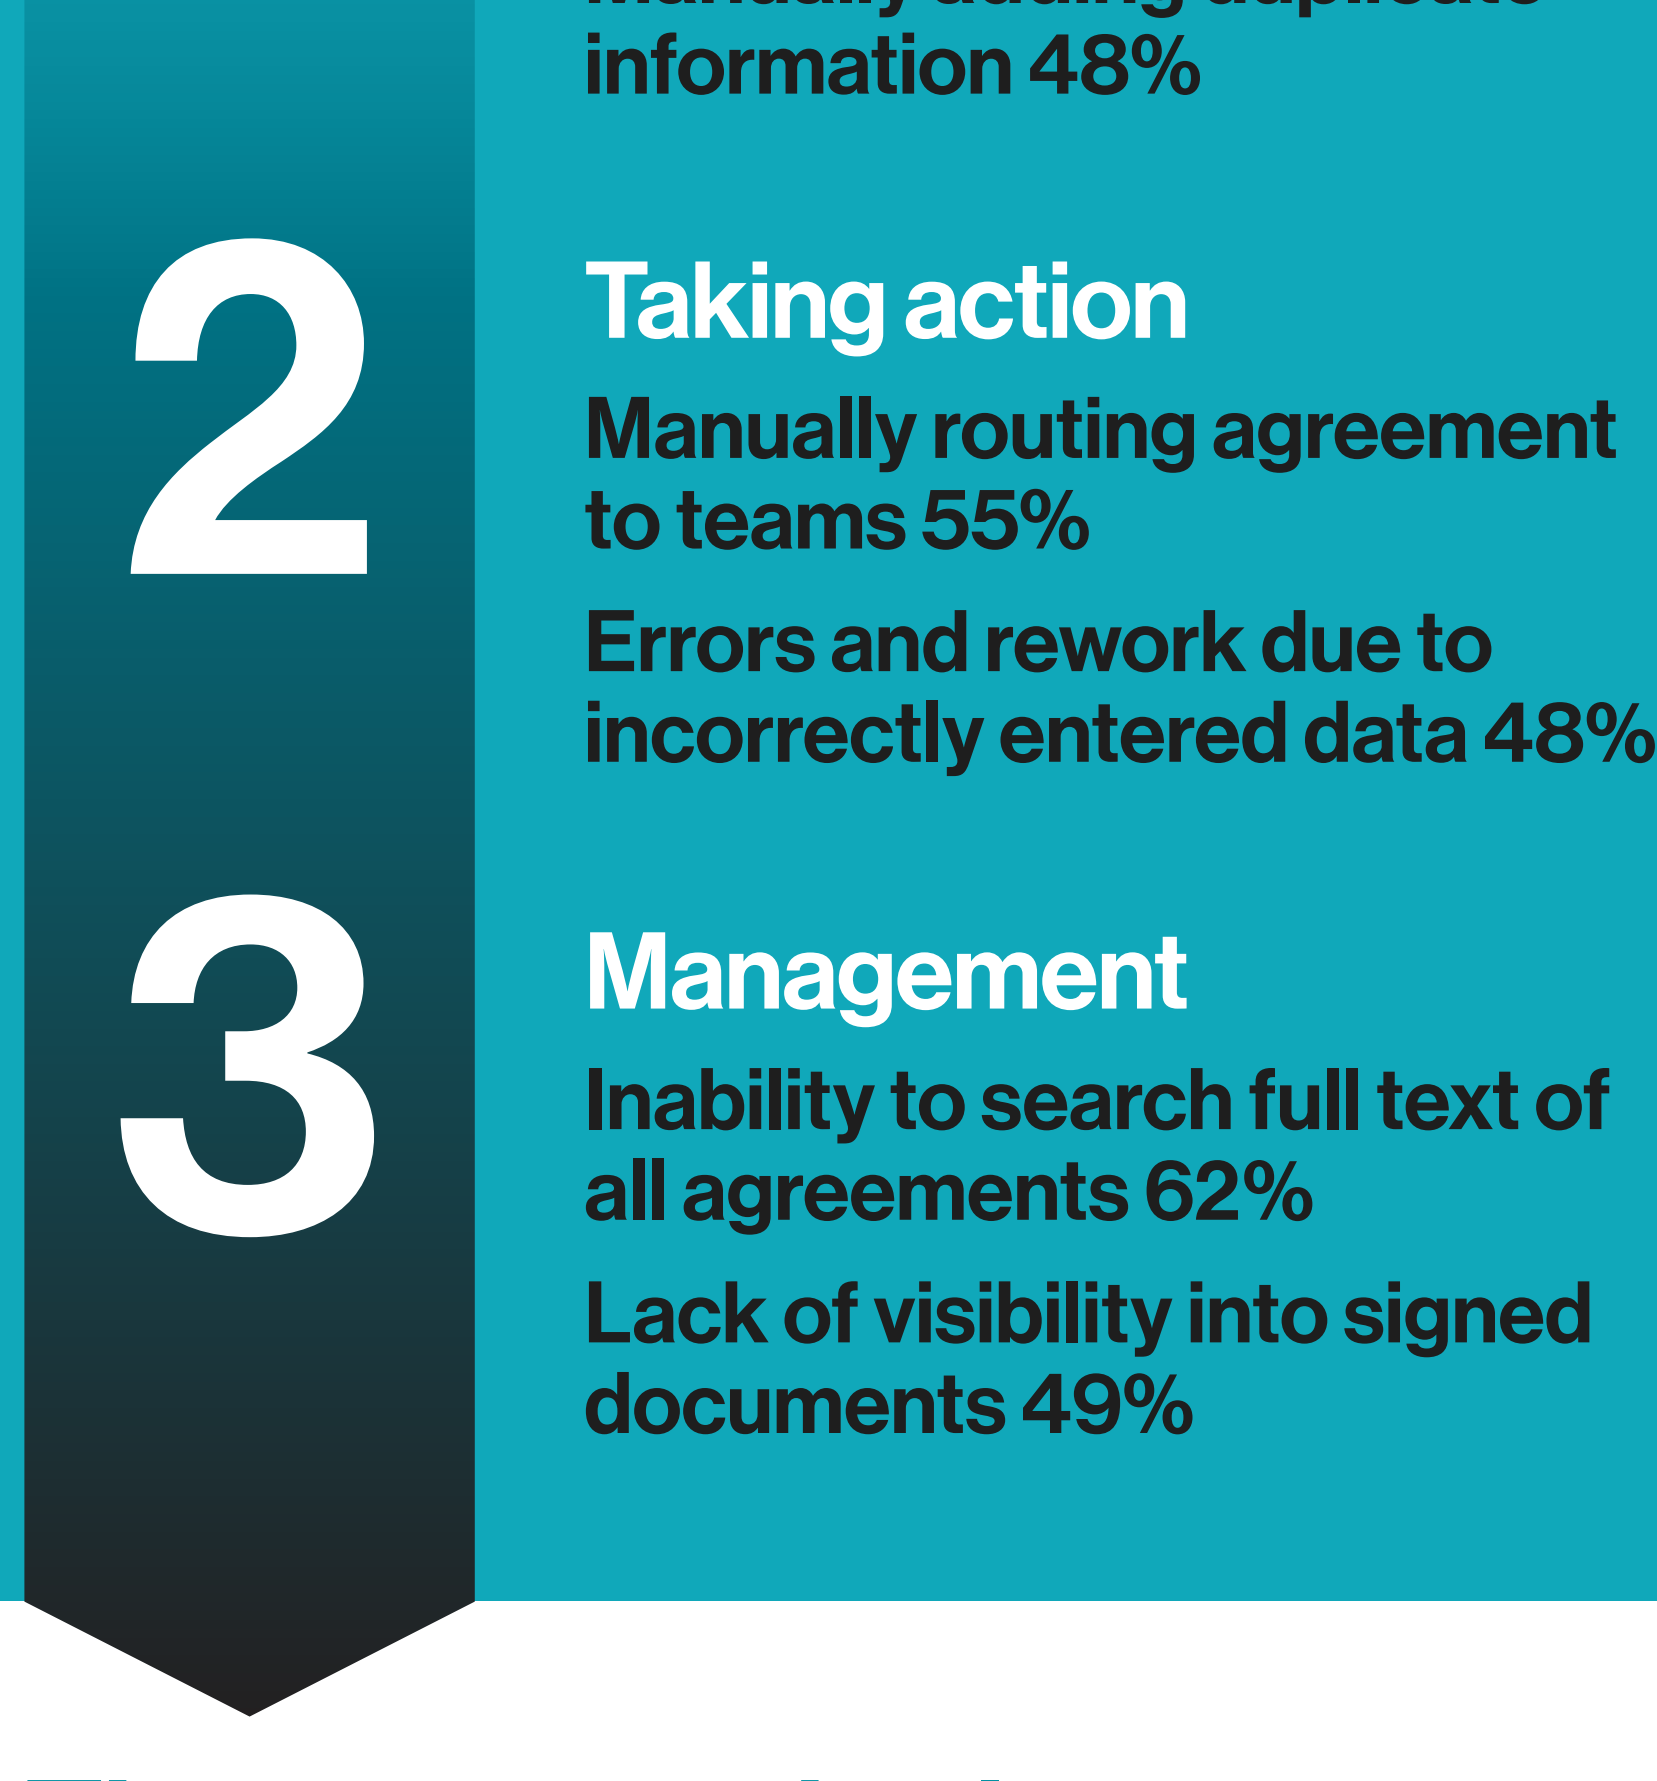 information 48%
2
Taking action
Manually routing agreement
to teams 55%
Errors and rework due to
incorrectly entered data 48%
3
Management
Inability to search full text of
all agreements 62%
Lack of visibility into signed
documents 49%